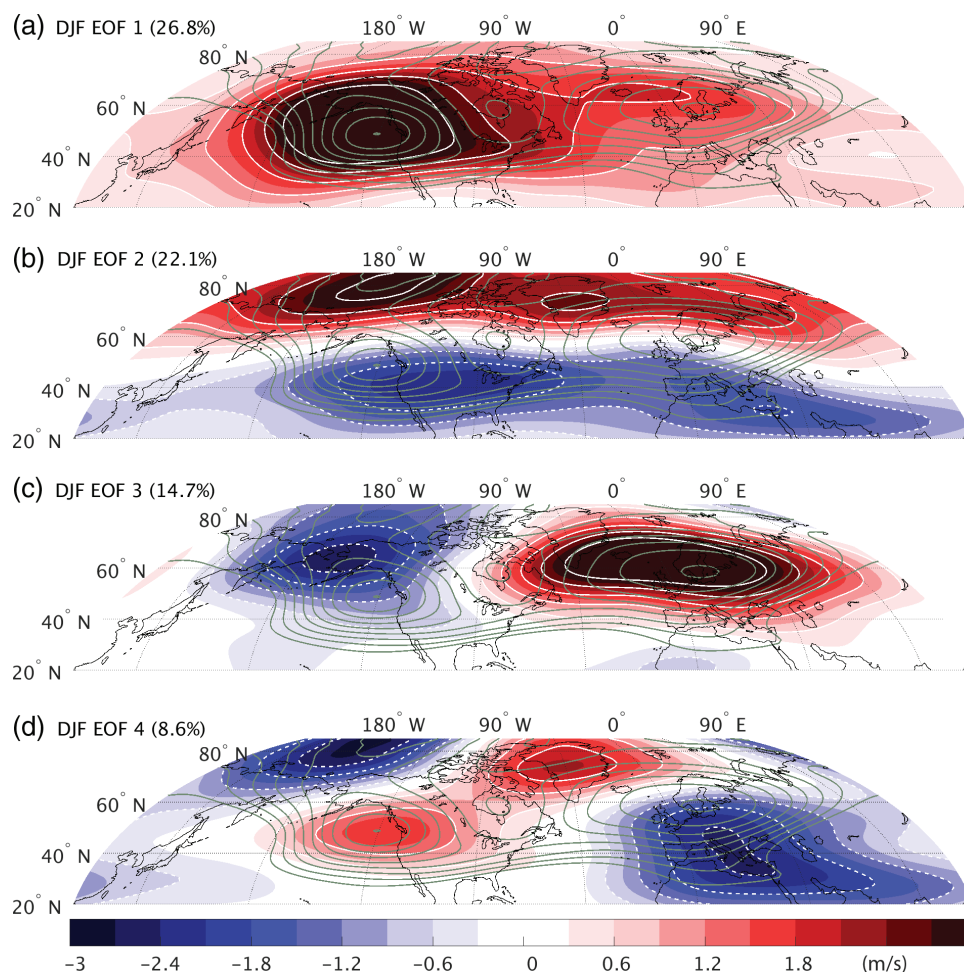 (a) DJF EOF 1 (26.8%)
180° W 90° W 0° 90° E
80° N
60° N
40° N
20° N
(b) DJF EOF 2 (22.1%)
180° W 90° W 0° 90° E
80° N
60° N
40° N
20° N
(c) DJF EOF 3 (14.7%)
180° W 90° W 0° 90° E
80° N
60° N
40° N
20° N
(d) DJF EOF 4 (8.6%)
180° W 90° W 0° 90° E
80° N
60° N
40° N
20° N
−3 −2.4 −1.8 −1.2 −0.6 0 0.6 1.2 1.8 (m/s)